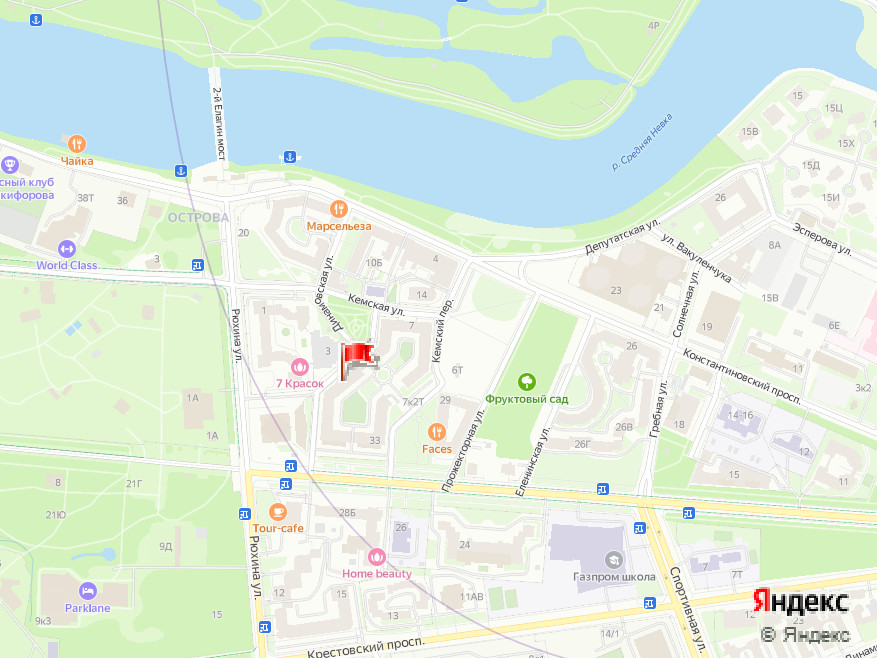 4Р
15
15Ц
15В
15Х
2-й Елагин мост
р. Средняя Невка
Чайка
15Д
сный клуб
кифорова
38Т
36
26
15И
ОСТРОВА
Марсельеза
20
Депутатская ул.
Эсперова ул.
8А
ул. Вакуленчука
World Class
3
10Б
4
23
21
15В
14
Кемская ул.
Рюхина ул.
1
7
Кемский пер.
Солнечная ул.
19
6Е
3
26
Константиновский просп.
7 Красок
6Т
Фруктовый сад
3к2
1А
7к2Т
29
Гребная ул.
14-16
18
26В
1А
33
Faces
26Г
12
Прожекторная ул.
Еленинская ул.
15
11
8
21Г
21Ю
28Б
26
Tour-cafe
9Д
24
Рюхина ул.
Home beauty
Газпром школа
7
7Т
Спортивная ул.
Parklane
9к3
12
15
13
11АВ
Яндекс
© Яндекс
14/1
Крестовский просп.